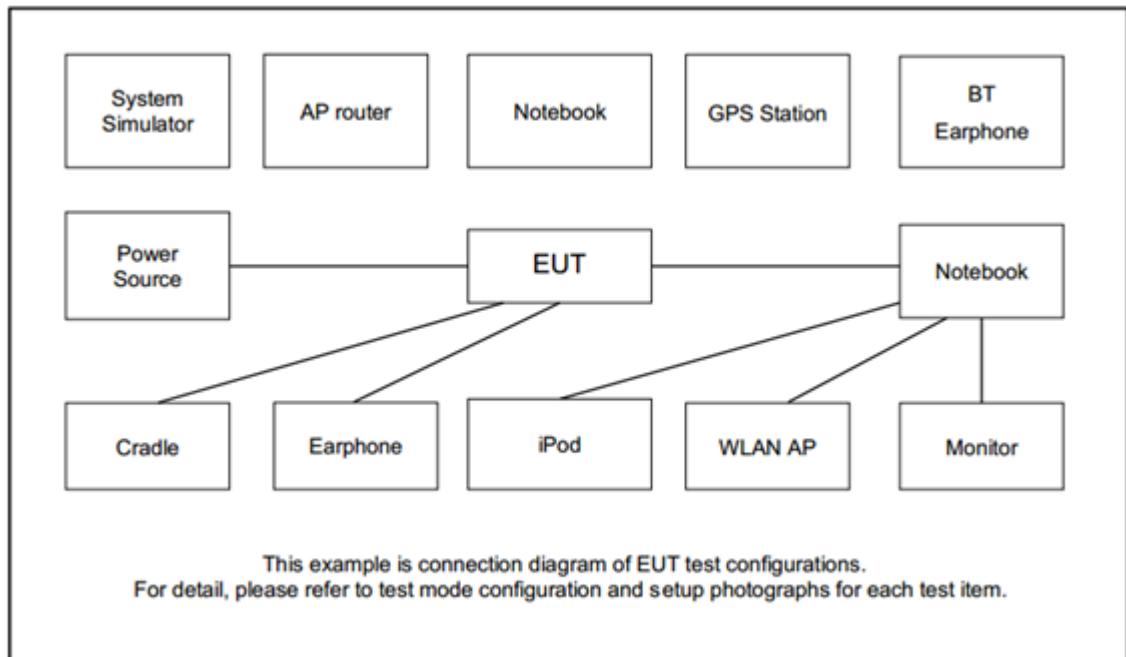 System
Simulator
AP router
Notebook
GPS Station
BT
Earphone
Power
Source
EUT
Notebook
Cradle
Earphone
iPod
WLAN AP
Monitor
This example is connection diagram of EUT test configurations.
For detail, please refer to test mode configuration and setup photographs for each test item.